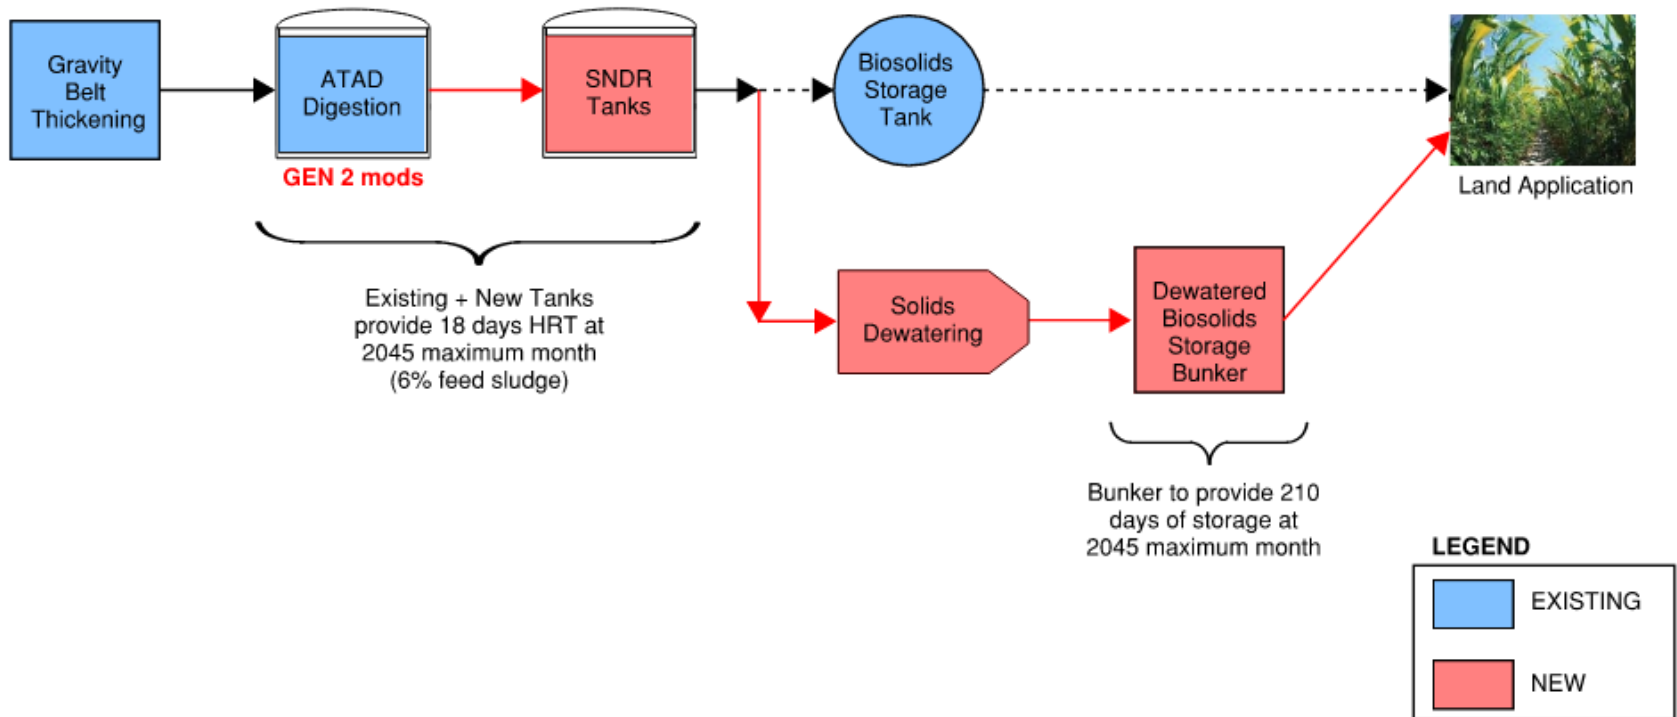 Gravity
Belt
Thickening
ATAD
Digestion
GEN 2 mods
SNDR
Tanks
Biosolids
Storage
Tank
Land Application
Existing + New Tanks
provide 18 days HRT at
2045 maximum month
(6% feed sludge)
Solids
Dewatering
Dewatered
Biosolids
Storage
Bunker
Bunker to provide 210
days of storage at
2045 maximum month
LEGEND
EXISTING
NEW